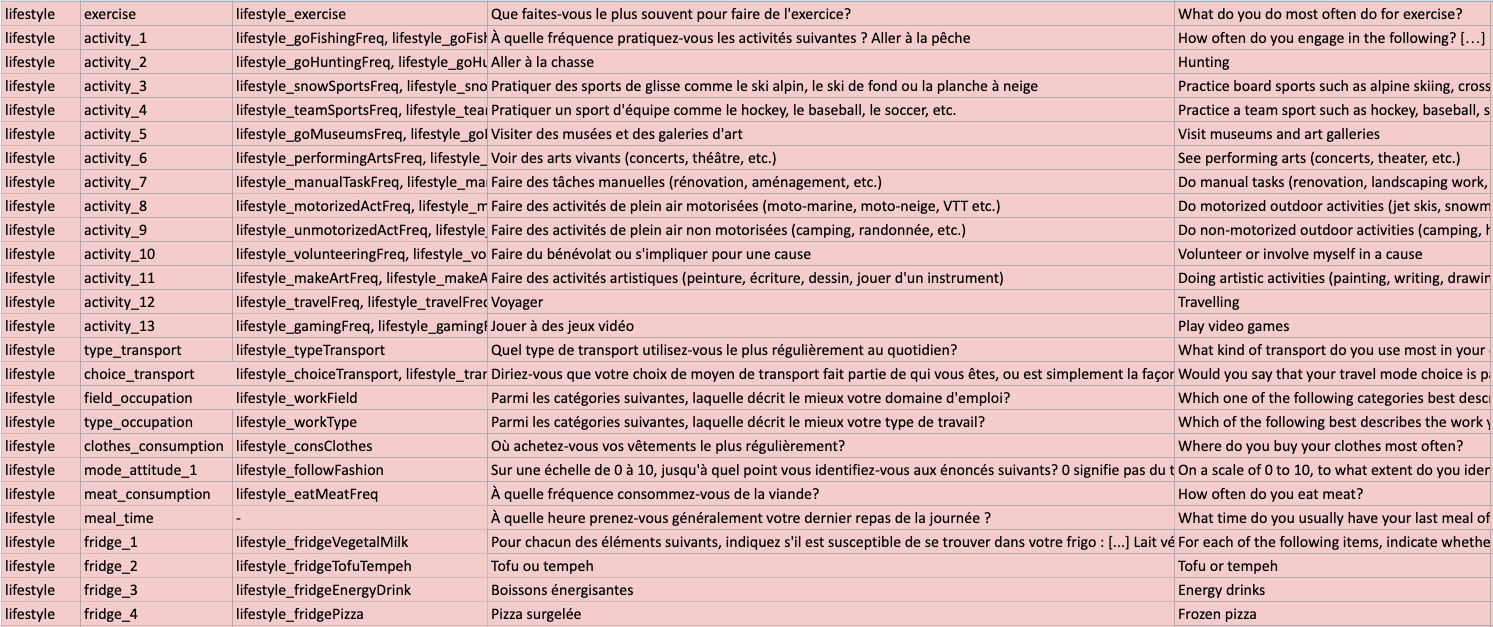 lifestyle exercise lifestyle_exercise Que faites-vous le plus souvent pour faire de l'exercice? What do you do most often do for exercise?
lifestyle activity_1 lifestyle_goFishingFreq, lifestyle_goFish À quelle fréquence pratiquez-vous les activités suivantes ? Aller à la pêche How often do you engage in the following? [...]
lifestyle activity_2 lifestyle_goHuntingFreq, lifestyle_goHu Aller à la chasse Hunting
lifestyle activity_3 lifestyle_snowSportsFreq, lifestyle_sno Pratiquer des sports de glisse comme le ski alpin, le ski de fond ou la planche à neige Practice board sports such as alpine skiing, cross
lifestyle activity_4 lifestyle_teamSportsFreq, lifestyle_tea Pratiquer un sport d'équipe comme le hockey, le baseball, le soccer, etc. Practice a team sport such as hockey, baseball, s
lifestyle activity_5 lifestyle_goMuseumsFreq, lifestyle_go Visiter des musées et des galeries d'art Visit museums and art galleries
lifestyle activity_6 lifestyle_performingArtsFreq, lifestyle_ Voir des arts vivants (concerts, théâtre, etc.) See performing arts (concerts, theater, etc.)
lifestyle activity_7 lifestyle_manualTaskFreq, lifestyle_ma Faire des tâches manuelles (rénovation, aménagement, etc.) Do manual tasks (renovation, landscaping work,
lifestyle activity_8 lifestyle_motorizedActFreq, lifestyle_m Faire des activités de plein air motorisées (moto-marine, moto-neige, VTT etc.) Do motorized outdoor activities (jet skis, snowm
lifestyle activity_9 lifestyle_unmotorizedActFreq, lifestyle_ Faire des activités de plein air non motorisées (camping, randonnée, etc.) Do non-motorized outdoor activities (camping, h
lifestyle activity_10 lifestyle_volunteeringFreq, lifestyle_vo Faire du bénévolat ou s'impliquer pour une cause Volunteer or involve myself in a cause
lifestyle activity_11 lifestyle_makeArtFreq, lifestyle_makeA Faire des activités artistiques (peinture, écriture, dessin, jouer d'un instrument) Doing artistic activities (painting, writing, drawin
lifestyle activity_12 lifestyle_travelFreq, lifestyle_travelFrec Voyager Travelling
lifestyle activity_13 lifestyle_gamingFreq, lifestyle_gamingF Jouer à des jeux vidéo Play video games
lifestyle type_transport lifestyle_typeTransport Quel type de transport utilisez-vous le plus régulièrement au quotidien? What kind of transport do you use most in your
lifestyle choice_transport lifestyle_choiceTransport, lifestyle_trar Diriez-vous que votre choix de moyen de transport fait partie de qui vous êtes, ou est simplement la façor Would you say that your travel mode choice is pa
lifestyle field_occupation lifestyle_workField Parmi les catégories suivantes, laquelle décrit le mieux votre domaine d'emploi? Which one of the following categories best desc
lifestyle type_occupation lifestyle_workType Parmi les catégories suivantes, laquelle décrit le mieux votre type de travail? Which of the following best describes the work y
lifestyle clothes_consumption lifestyle_consClothes Où achetez-vous vos vêtements le plus régulièrement? Where do you buy your clothes most often?
lifestyle mode_attitude_1 lifestyle_followFashion Sur une échelle de 0 à 10, jusqu'à quel point vous identifiez-vous aux énoncés suivants? 0 signifie pas du t On a scale of 0 to 10, to what extent do you iden
lifestyle meat_consumption lifestyle_eatMeatFreq À quelle fréquence consommez-vous de la viande? How often do you eat meat?
lifestyle meal_time - À quelle heure prenez-vous généralement votre dernier repas de la journée ? What time do you usually have your last meal of
lifestyle fridge_1 lifestyle_fridgeVegetalMilk Pour chacun des éléments suivants, indiquez s'il est susceptible de se trouver dans votre frigo : [...] Lait vé For each of the following items, indicate whethe
lifestyle fridge_2 lifestyle_fridgeTofuTempeh Tofu ou tempeh Tofu or tempeh
lifestyle fridge_3 lifestyle_fridgeEnergyDrink Boissons énergisantes Energy drinks
lifestyle fridge_4 lifestyle_fridgePizza Pizza surgelée Frozen pizza